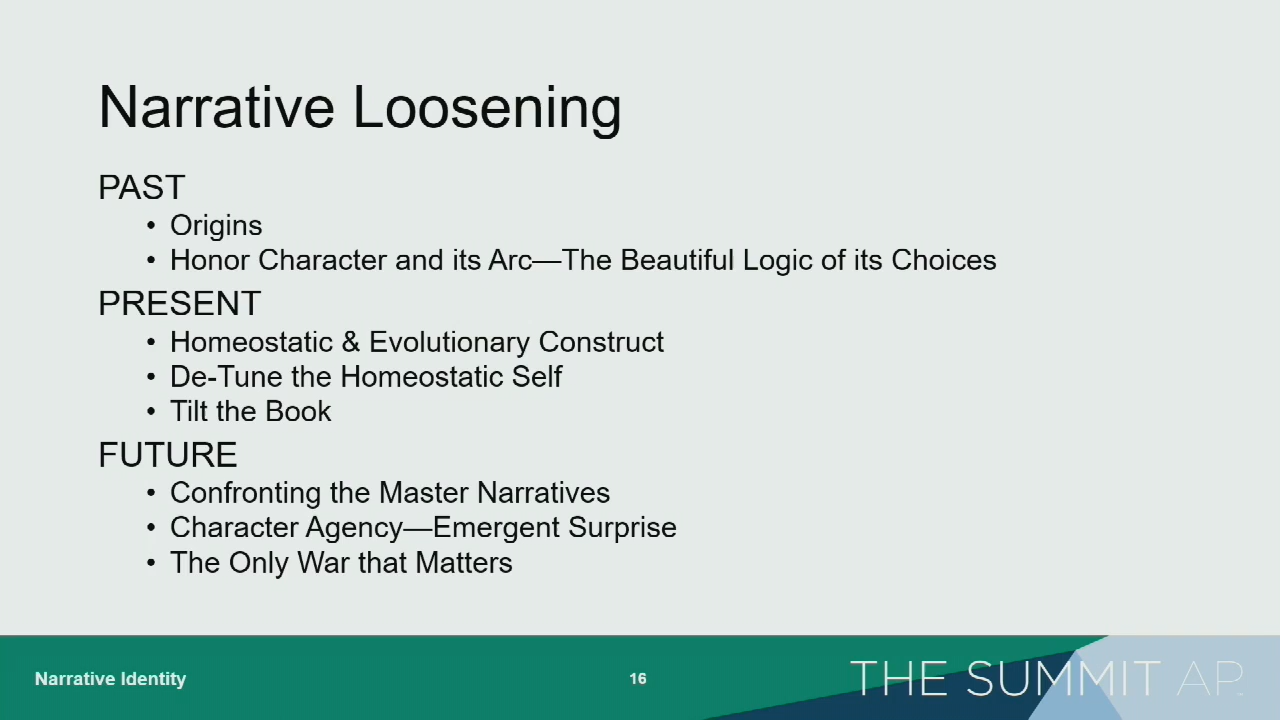 Narrative Loosening
PAST
• Origins
• Honor Character and its Arc—The Beautiful Logic of its Choices
PRESENT
• Homeostatic & Evolutionary Construct
• De-Tune the Homeostatic Self
• Tilt the Book
FUTURE
• Confronting the Master Narratives
• Character Agency—Emergent Surprise
• The Only War that Matters
Narrative Identity
16
THE SUMMIT AP